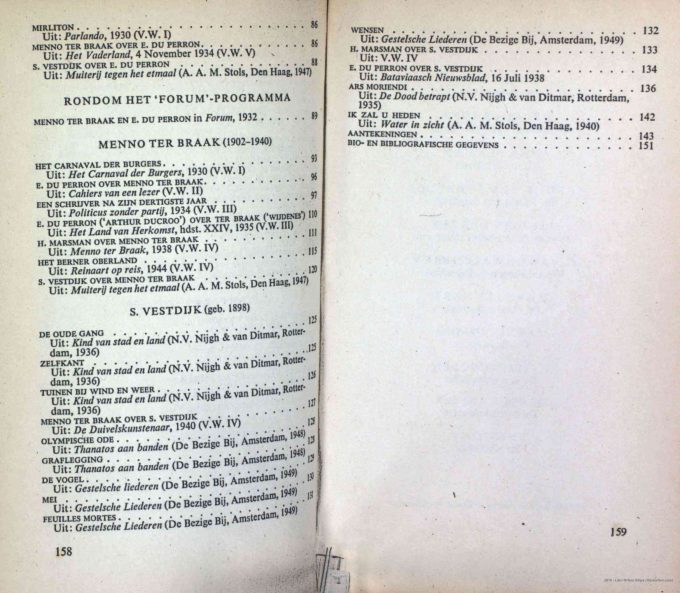 MIRLITON . . . . . . . . . . . . . . . . . . . 86
Uit: Parlando, 1930 (V.W. I)
MENNO TER BRAAK OVER E. DU PERRON . . . . . . . . 86
Uit: Het Vaderland, 4 November 1934 (V.W. V)
S. VESTDIJK OVER E. DU PERRON . . . . . . . . . . 88
Uit: Muiterij tegen het etmaal (A. A. M. Stols, Den Haag, 1947)
RONDOM HET 'FORUM'-PROGRAMMA
MENNO TER BRAAK EN E. DU PERRON in Forum, 1932 . . . . 89
MENNO TER BRAAK (1902-1940)
HET CARNAVAL DER BURGERS . . . . . . . . . . . . 93
Uit: Het Carnaval der Burgers, 1930 (V.W. I)
E. DU PERRON OVER MENNO TER BRAAK . . . . . . . . 96
Uit: Cahiers van een lezer (V.W. II)
EEN SCHRIJVER NA ZIJN DERTIGSTE JAAR . . . . . . . 97
Uit: Politicus zonder partij, 1934 (V.W. III)
E. DU PERRON ('ARTHUR DUCROO') OVER TER BRAAK ('WIJDENES') 110
Uit: Het Land van Herkomst, hdst. XXIV, 1935 (V.W. III)
H. MARSMAN OVER MENNO TER BRAAK . . . . . . . . . 111
Uit: Menno ter Braak, 1938 (V.W. IV)
HET BERNER OBERLAND . . . . . . . . . . . . . . 115
Uit: Reinaart op reis, 1944 (V.W. IV)
S. VESTDIJK OVER MENNO TER BRAAK . . . . . . . . . 120
Uit: Muiterij tegen het etmaal (A. A. M. Stols, Den Haag, 1947)
S. VESTDIJK (geb. 1898)
DE OUDE GANG . . . . . . . . . . . . . . . . . 125
Uit: Kind van stad en land (N.V. Nijgh & van Ditmar, Rotter-
dam, 1936)
ZELFKANT . . . . . . . . . . . . . . . . . . . 125
Uit: Kind van stad en land (N.V. Nijgh & van Ditmar, Rotter-
dam, 1936)
TUINEN BIJ WIND EN WEER . . . . . . . . . . . . 126
Uit: Kind van stad en land (N.V. Nijgh & van Ditmar, Rotter-
dam, 1936)
MENNO TER BRAAK OVER S. VESTDIJK . . . . . . . . . 127
Uit: De Duivelskunstenaar, 1940 (V.W. IV)
OLYMPISCHE ODE . . . . . . . . . . . . . . . . 128
Uit: Thanatos aan banden (De Bezige Bij, Amsterdam, 1948)
GRAFLEGGING . . . . . . . . . . . . . . . . . . 128
Uit: Thanatos aan banden (De Bezige Bij, Amsterdam, 1948)
DE VOGEL . . . . . . . . . . . . . . . . . . . 129
Uit: Gestelsche liederen (De Bezige Bij, Amsterdam, 1949)
MEI . . . . . . . . . . . . . . . . . . . . . 130
Uit: Gestelsche Liederen (De Bezige Bij, Amsterdam, 1949)
FEUILLES MORTES . . . . . . . . . . . . . . . . 131
Uit: Gestelsche Liederen (De Bezige Bij, Amsterdam, 1949)
158
WENSEN . . . . . . . . . . . . . . . . . . . . 132
Uit: Gestelsche Liederen (De Bezige Bij, Amsterdam, 1949)
H. MARSMAN OVER S. VESTDIJK . . . . . . . . . . . 133
Uit: V.W. IV
E. DU PERRON OVER S. VESTDIJK . . . . . . . . . . 134
Uit: Bataviaasch Nieuwsblad, 16 Juli 1938
ARS MORIENDI . . . . . . . . . . . . . . . . . 136
Uit: De Dood betrapt (N.V. Nijgh & van Ditmar, Rotterdam,
1935)
IK ZAL U HEDEN . . . . . . . . . . . . . . . . 142
Uit: Water in zicht (A. A. M. Stols, Den Haag, 1940)
AANTEKENINGEN . . . . . . . . . . . . . . . . . 143
BIO- EN BIBLIOGRAFISCHE GEGEVENS . . . . . . . . . 151
159